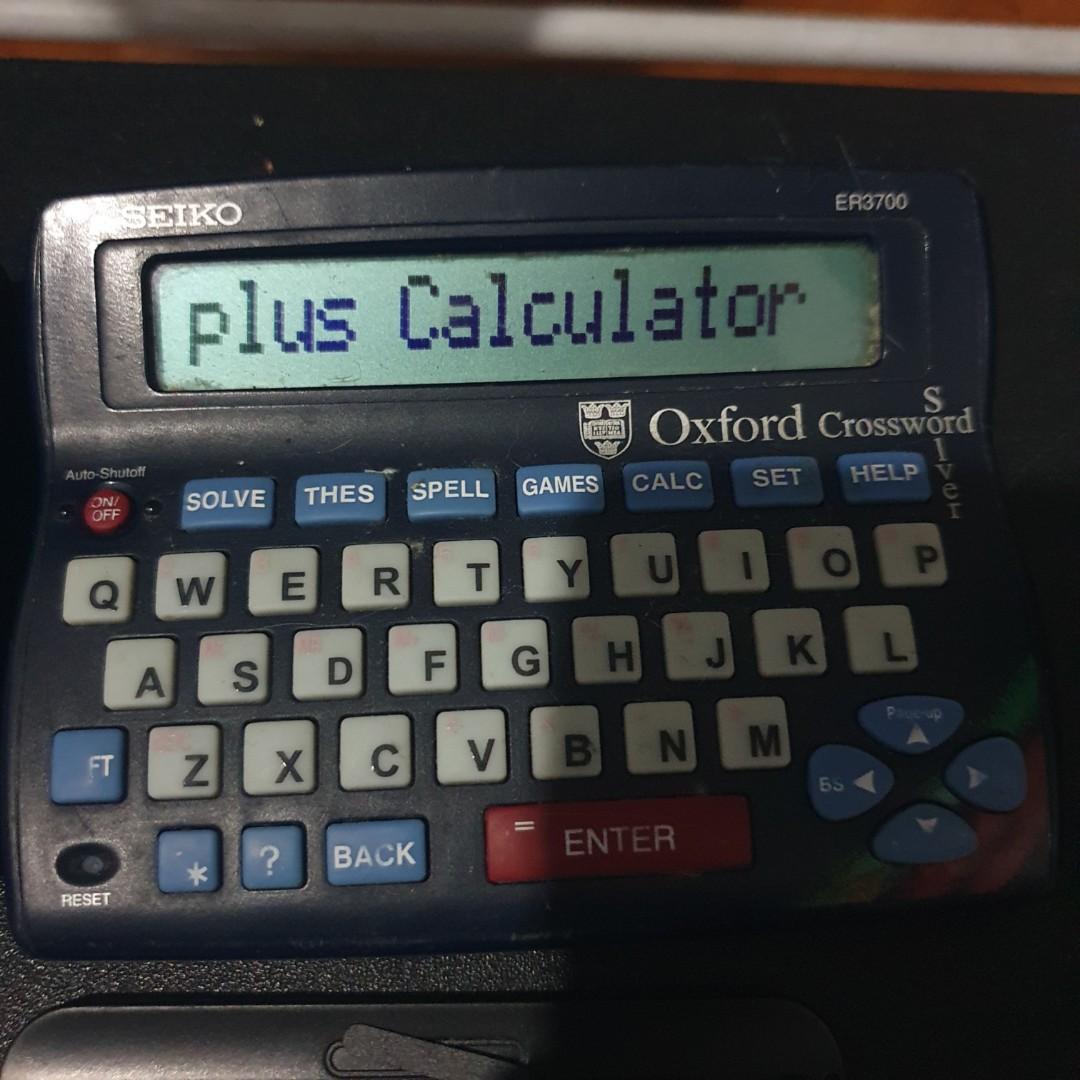 SEIKO
ER3700
plus Calculator
Oxford Crossword
Solver
Auto-Shutoff
ON/
OFF
SOLVE THES SPELL GAMES CALC SET HELP
Q W E R T Y U I O P
A S D F G H J K L
Page-up
FT Z X C V B N M
BS
* ? BACK = ENTER
RESET